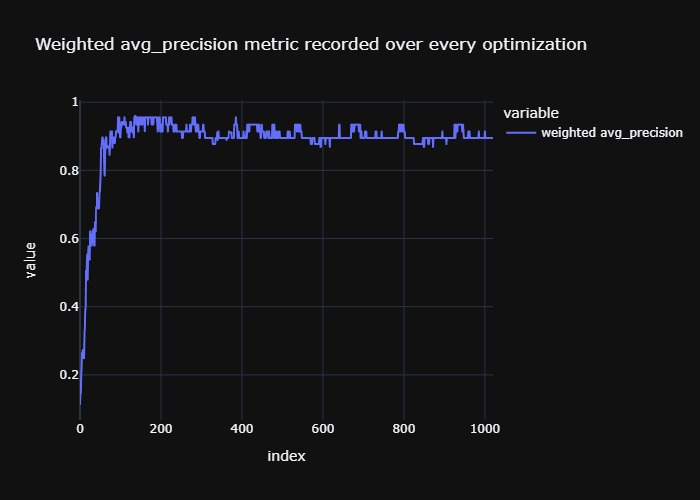 Weighted avg_precision metric recorded over every optimization
variable
weighted avg_precision
1
0.8
0.6
0.4
0.2
value
0 200 400 600 800 1000
index